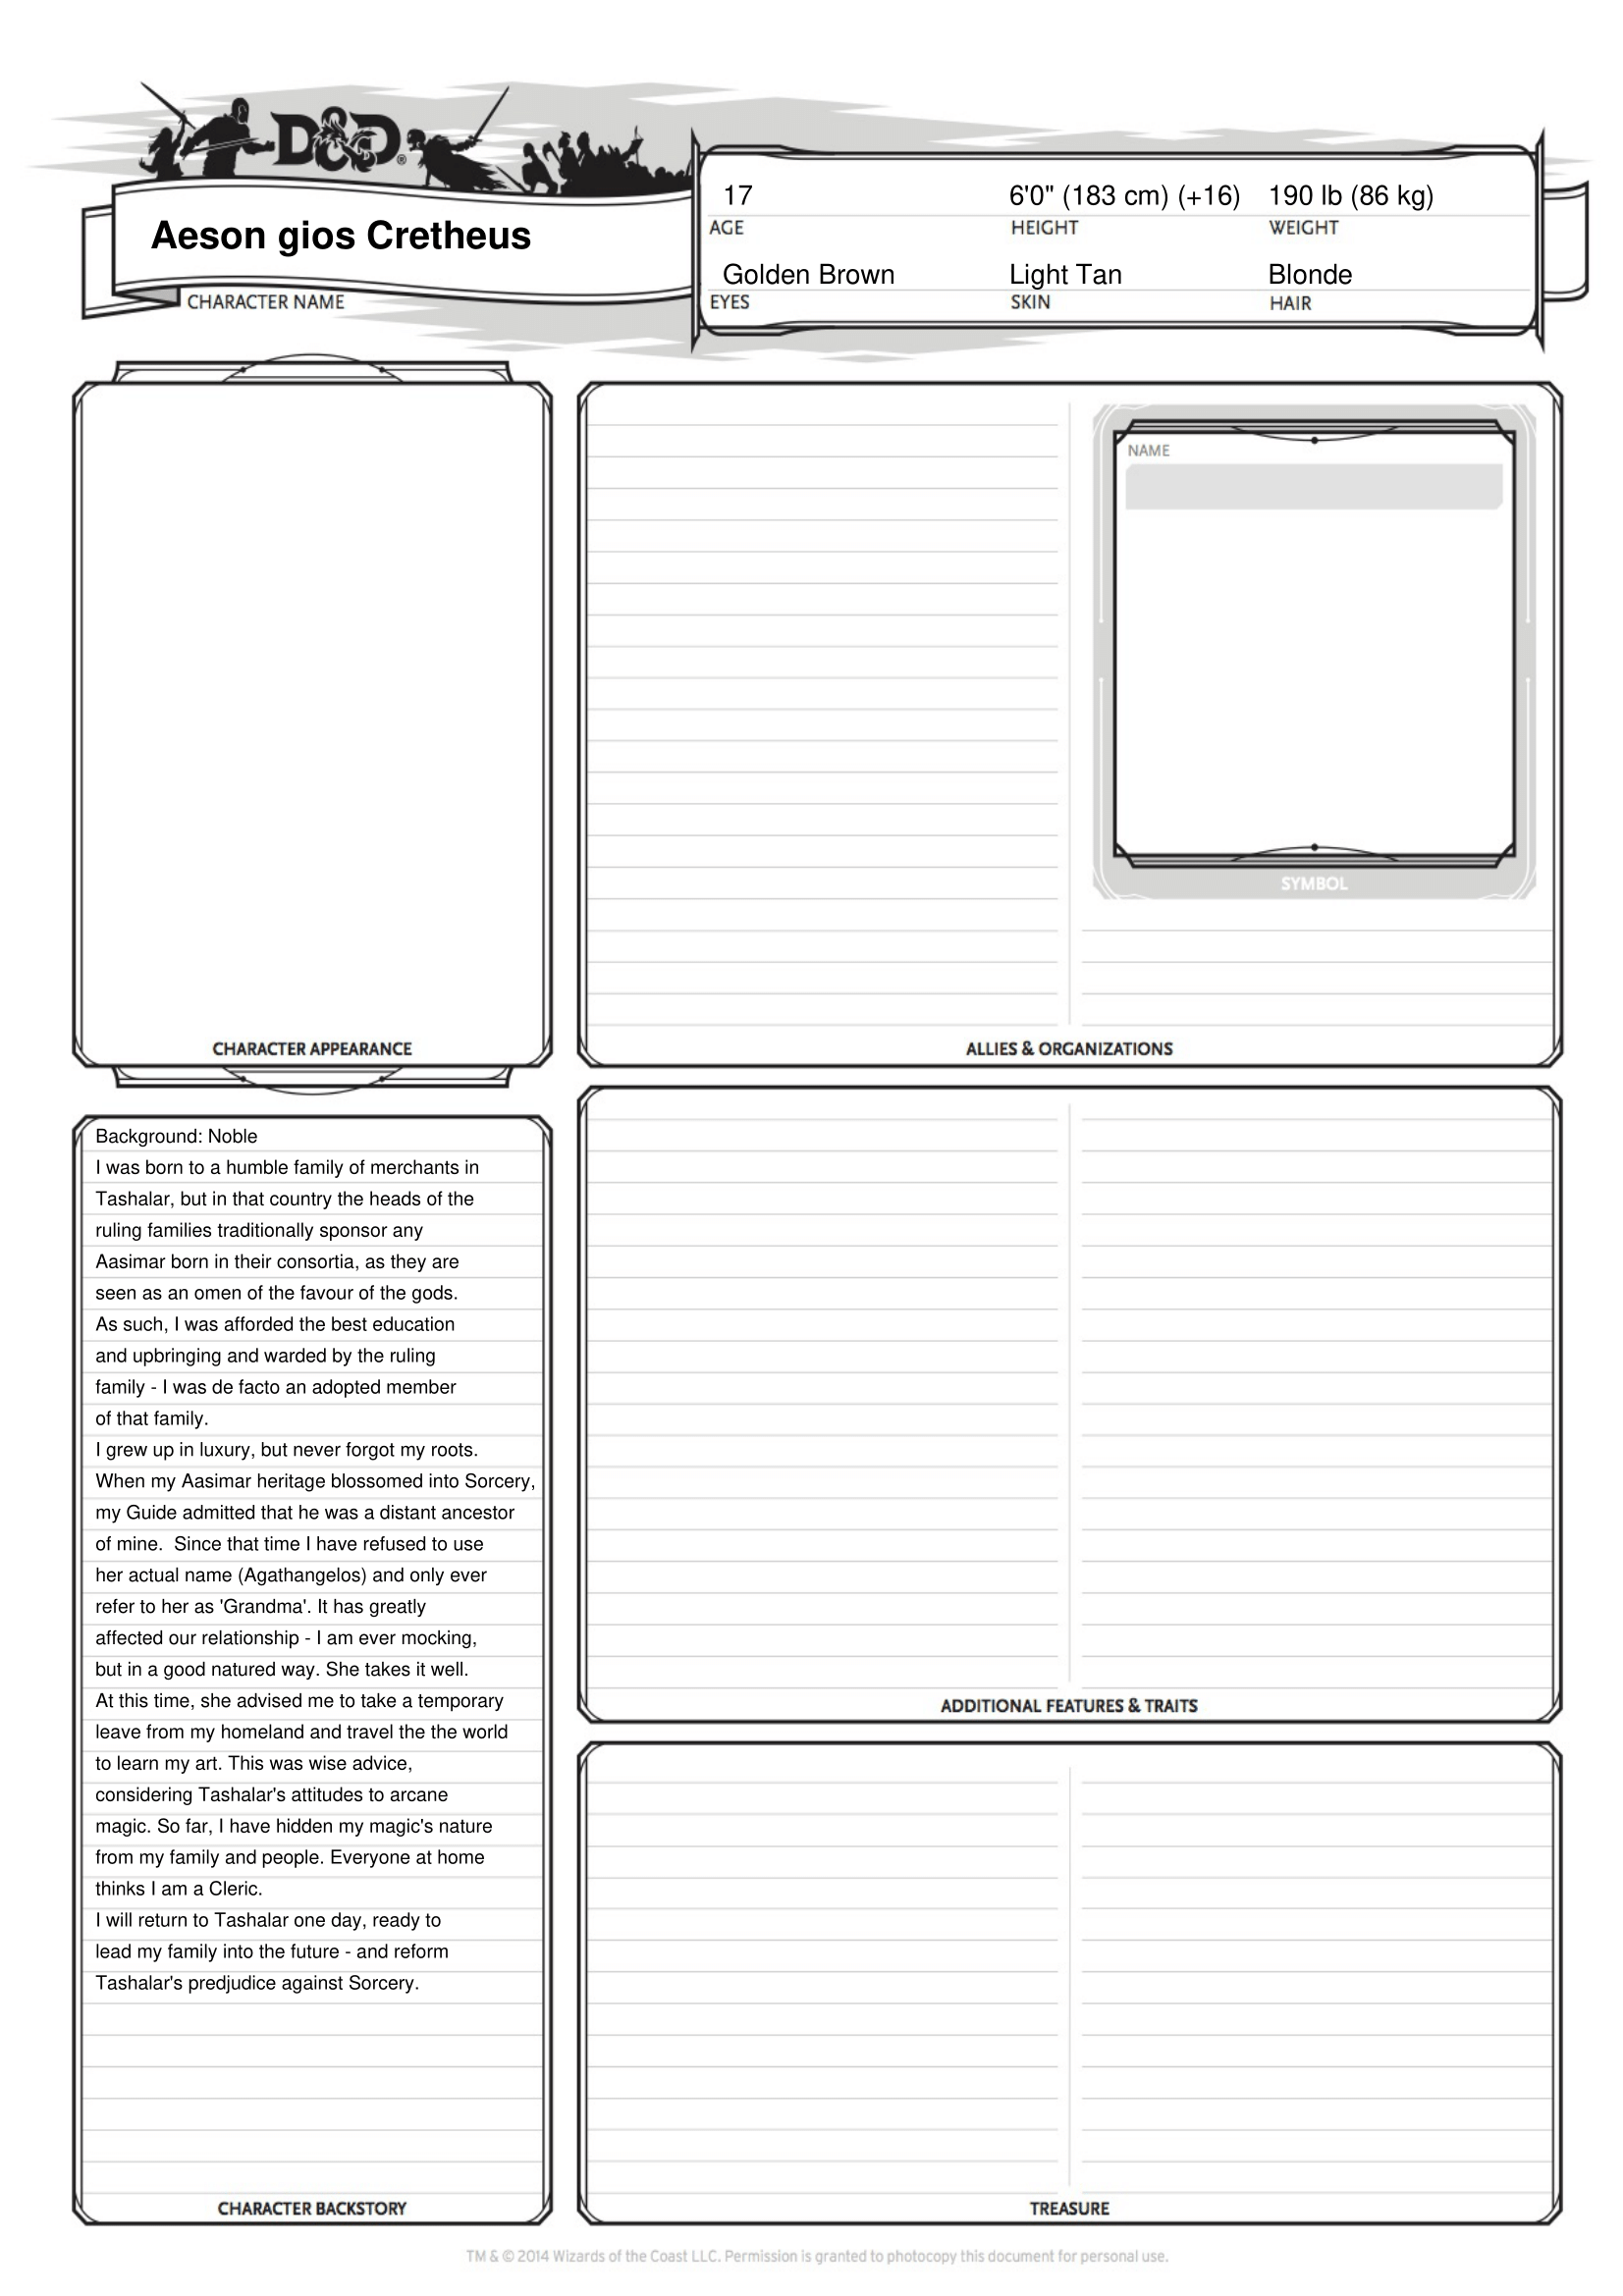 D&D®
Aeson gios Cretheus
CHARACTER NAME
17 6'0" (183 cm) (+16) 190 lb (86 kg)
AGE HEIGHT WEIGHT
Golden Brown Light Tan Blonde
EYES SKIN HAIR
CHARACTER APPEARANCE
NAME
SYMBOL
ALLIES & ORGANIZATIONS
Background: Noble
I was born to a humble family of merchants in
Tashalar, but in that country the heads of the
ruling families traditionally sponsor any
Aasimar born in their consortia, as they are
seen as an omen of the favour of the gods.
As such, I was afforded the best education
and upbringing and warded by the ruling
family - I was de facto an adopted member
of that family.
I grew up in luxury, but never forgot my roots.
When my Aasimar heritage blossomed into Sorcery,
my Guide admitted that he was a distant ancestor
of mine.  Since that time I have refused to use
her actual name (Agathangelos) and only ever
refer to her as 'Grandma'. It has greatly
affected our relationship - I am ever mocking,
but in a good natured way. She takes it well.
At this time, she advised me to take a temporary
leave from my homeland and travel the the world
to learn my art. This was wise advice,
considering Tashalar's attitudes to arcane
magic. So far, I have hidden my magic's nature
from my family and people. Everyone at home
thinks I am a Cleric.
I will return to Tashalar one day, ready to
lead my family into the future - and reform
Tashalar's predjudice against Sorcery.
CHARACTER BACKSTORY
ADDITIONAL FEATURES & TRAITS
TREASURE
TM & © 2014 Wizards of the Coast LLC. Permission is granted to photocopy this document for personal use.